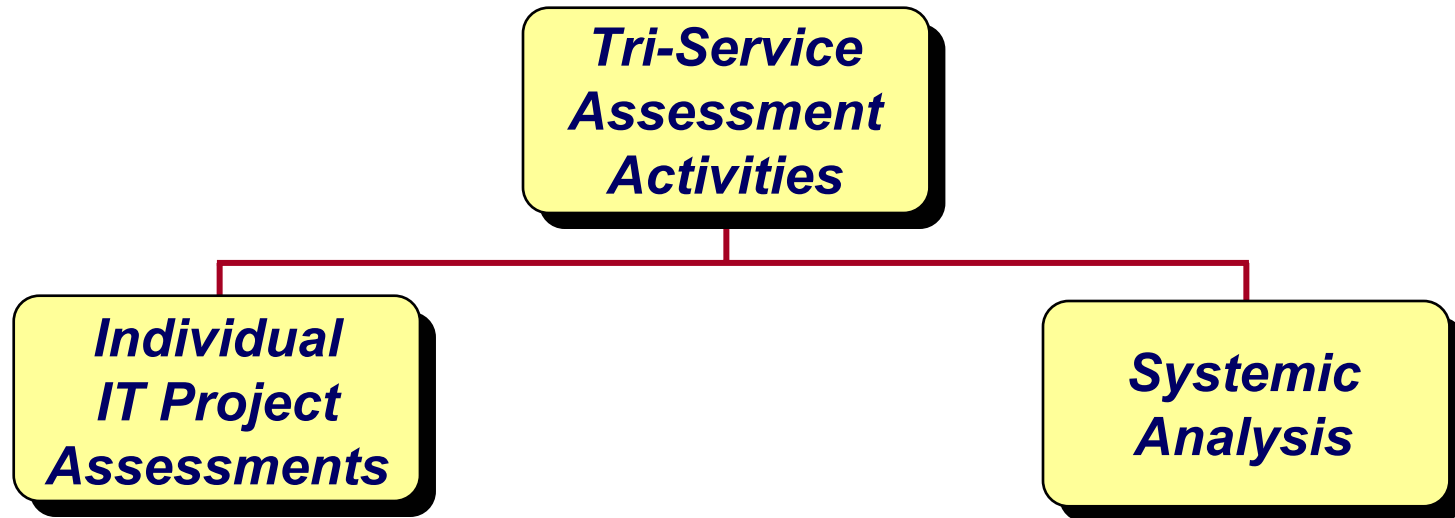 Tri-Service
Assessment
Activities
Individual
IT Project
Assessments
Systemic
Analysis